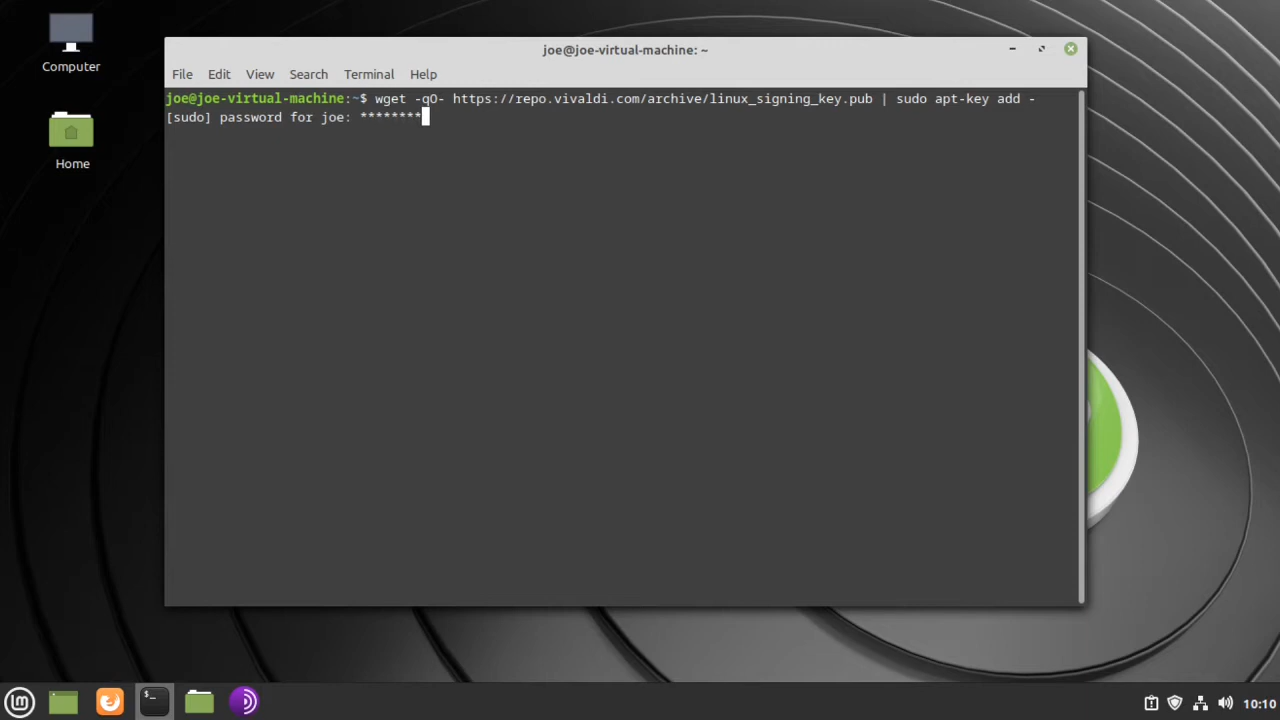 joe@joe-virtual-machine: ~
Computer
File Edit View Search Terminal Help
joe@joe-virtual-machine:~$ wget -qO- https://repo.vivaldi.com/archive/linux_signing_key.pub | sudo apt-key add -
[sudo] password for joe: ********
Home
$_
10:10